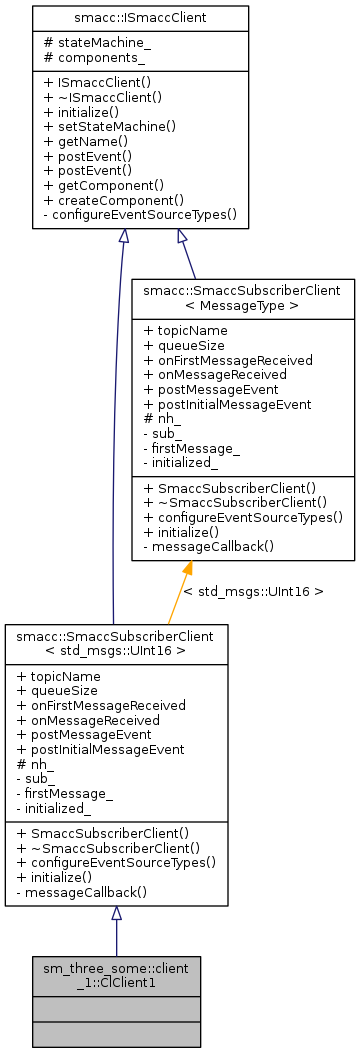 smacc::ISmaccClient
# stateMachine_
# components_
+ ISmaccClient()
+ ~ISmaccClient()
+ initialize()
+ setStateMachine()
+ getName()
+ postEvent()
+ postEvent()
+ getComponent()
+ createComponent()
- configureEventSourceTypes()
smacc::SmaccSubscriberClient
< MessageType >
+ topicName
+ queueSize
+ onFirstMessageReceived
+ onMessageReceived
+ postMessageEvent
+ postInitialMessageEvent
# nh_
- sub_
- firstMessage_
- initialized_
+ SmaccSubscriberClient()
+ ~SmaccSubscriberClient()
+ configureEventSourceTypes()
+ initialize()
- messageCallback()
< std_msgs::UInt16 >
smacc::SmaccSubscriberClient
< std_msgs::UInt16 >
+ topicName
+ queueSize
+ onFirstMessageReceived
+ onMessageReceived
+ postMessageEvent
+ postInitialMessageEvent
# nh_
- sub_
- firstMessage_
- initialized_
+ SmaccSubscriberClient()
+ ~SmaccSubscriberClient()
+ configureEventSourceTypes()
+ initialize()
- messageCallback()
sm_three_some::client
_1::ClClient1